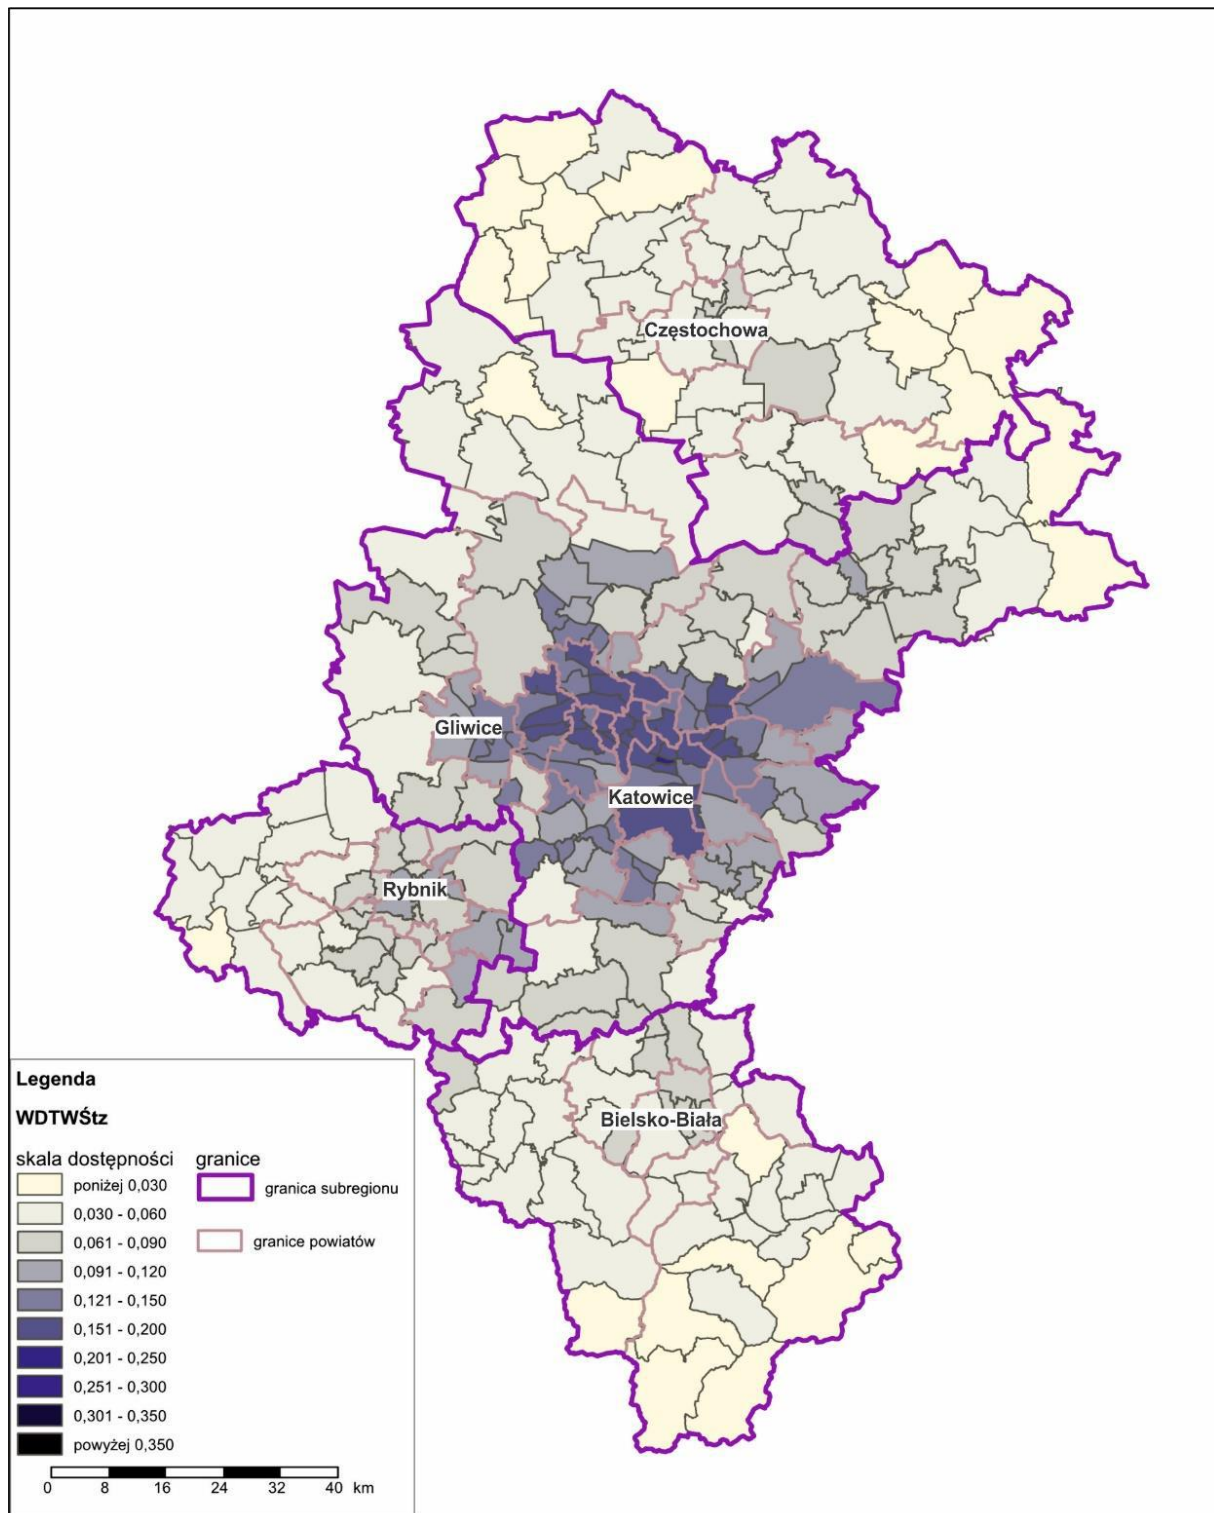 Częstochowa
Gliwice
Katowice
Rybnik
Bielsko-Biała
Legenda
WDTWŚtz
skala dostępności granice
poniżej 0,030 granica subregionu
0,030 - 0,060
0,061 - 0,090 granice powiatów
0,091 - 0,120
0,121 - 0,150
0,151 - 0,200
0,201 - 0,250
0,251 - 0,300
0,301 - 0,350
powyżej 0,350
0 8 16 24 32 40 km